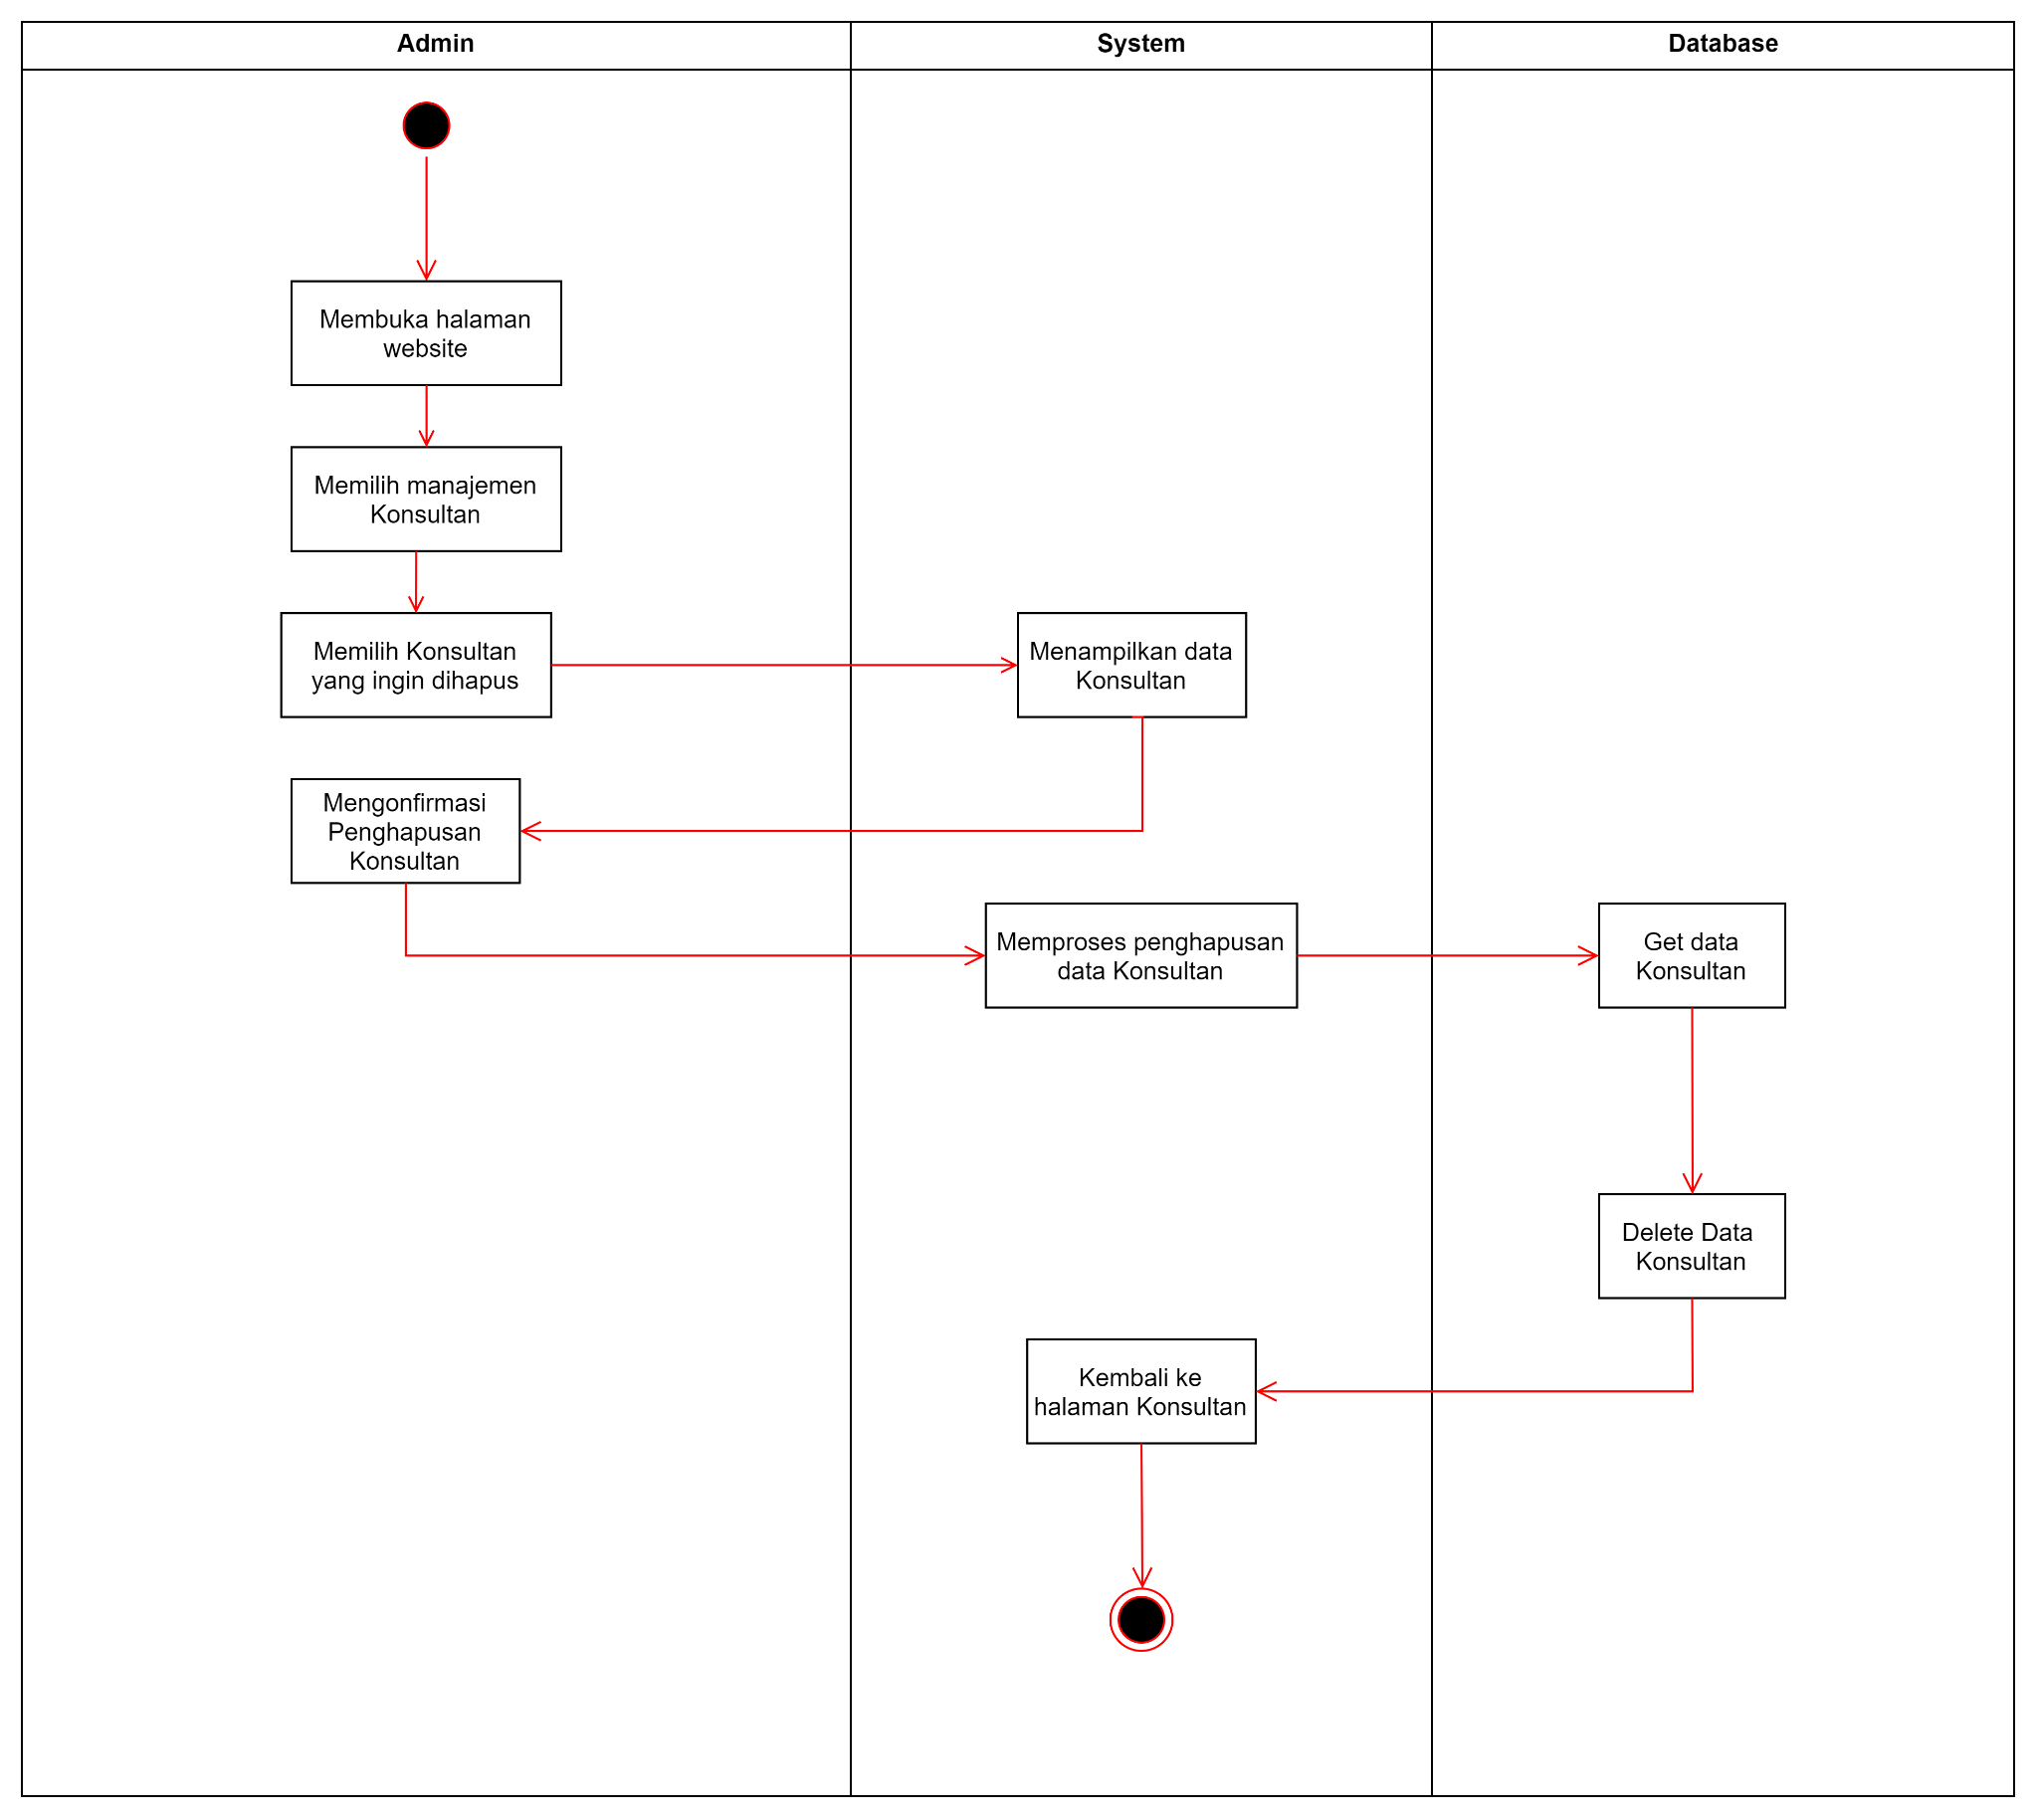 Admin
System
Database
Membuka halaman
website
Memilih manajemen
Konsultan
Memilih Konsultan
yang ingin dihapus
Menampilkan data
Konsultan
Mengonfirmasi
Penghapusan
Konsultan
Memproses penghapusan
data Konsultan
Get data
Konsultan
Delete Data
Konsultan
Kembali ke
halaman Konsultan